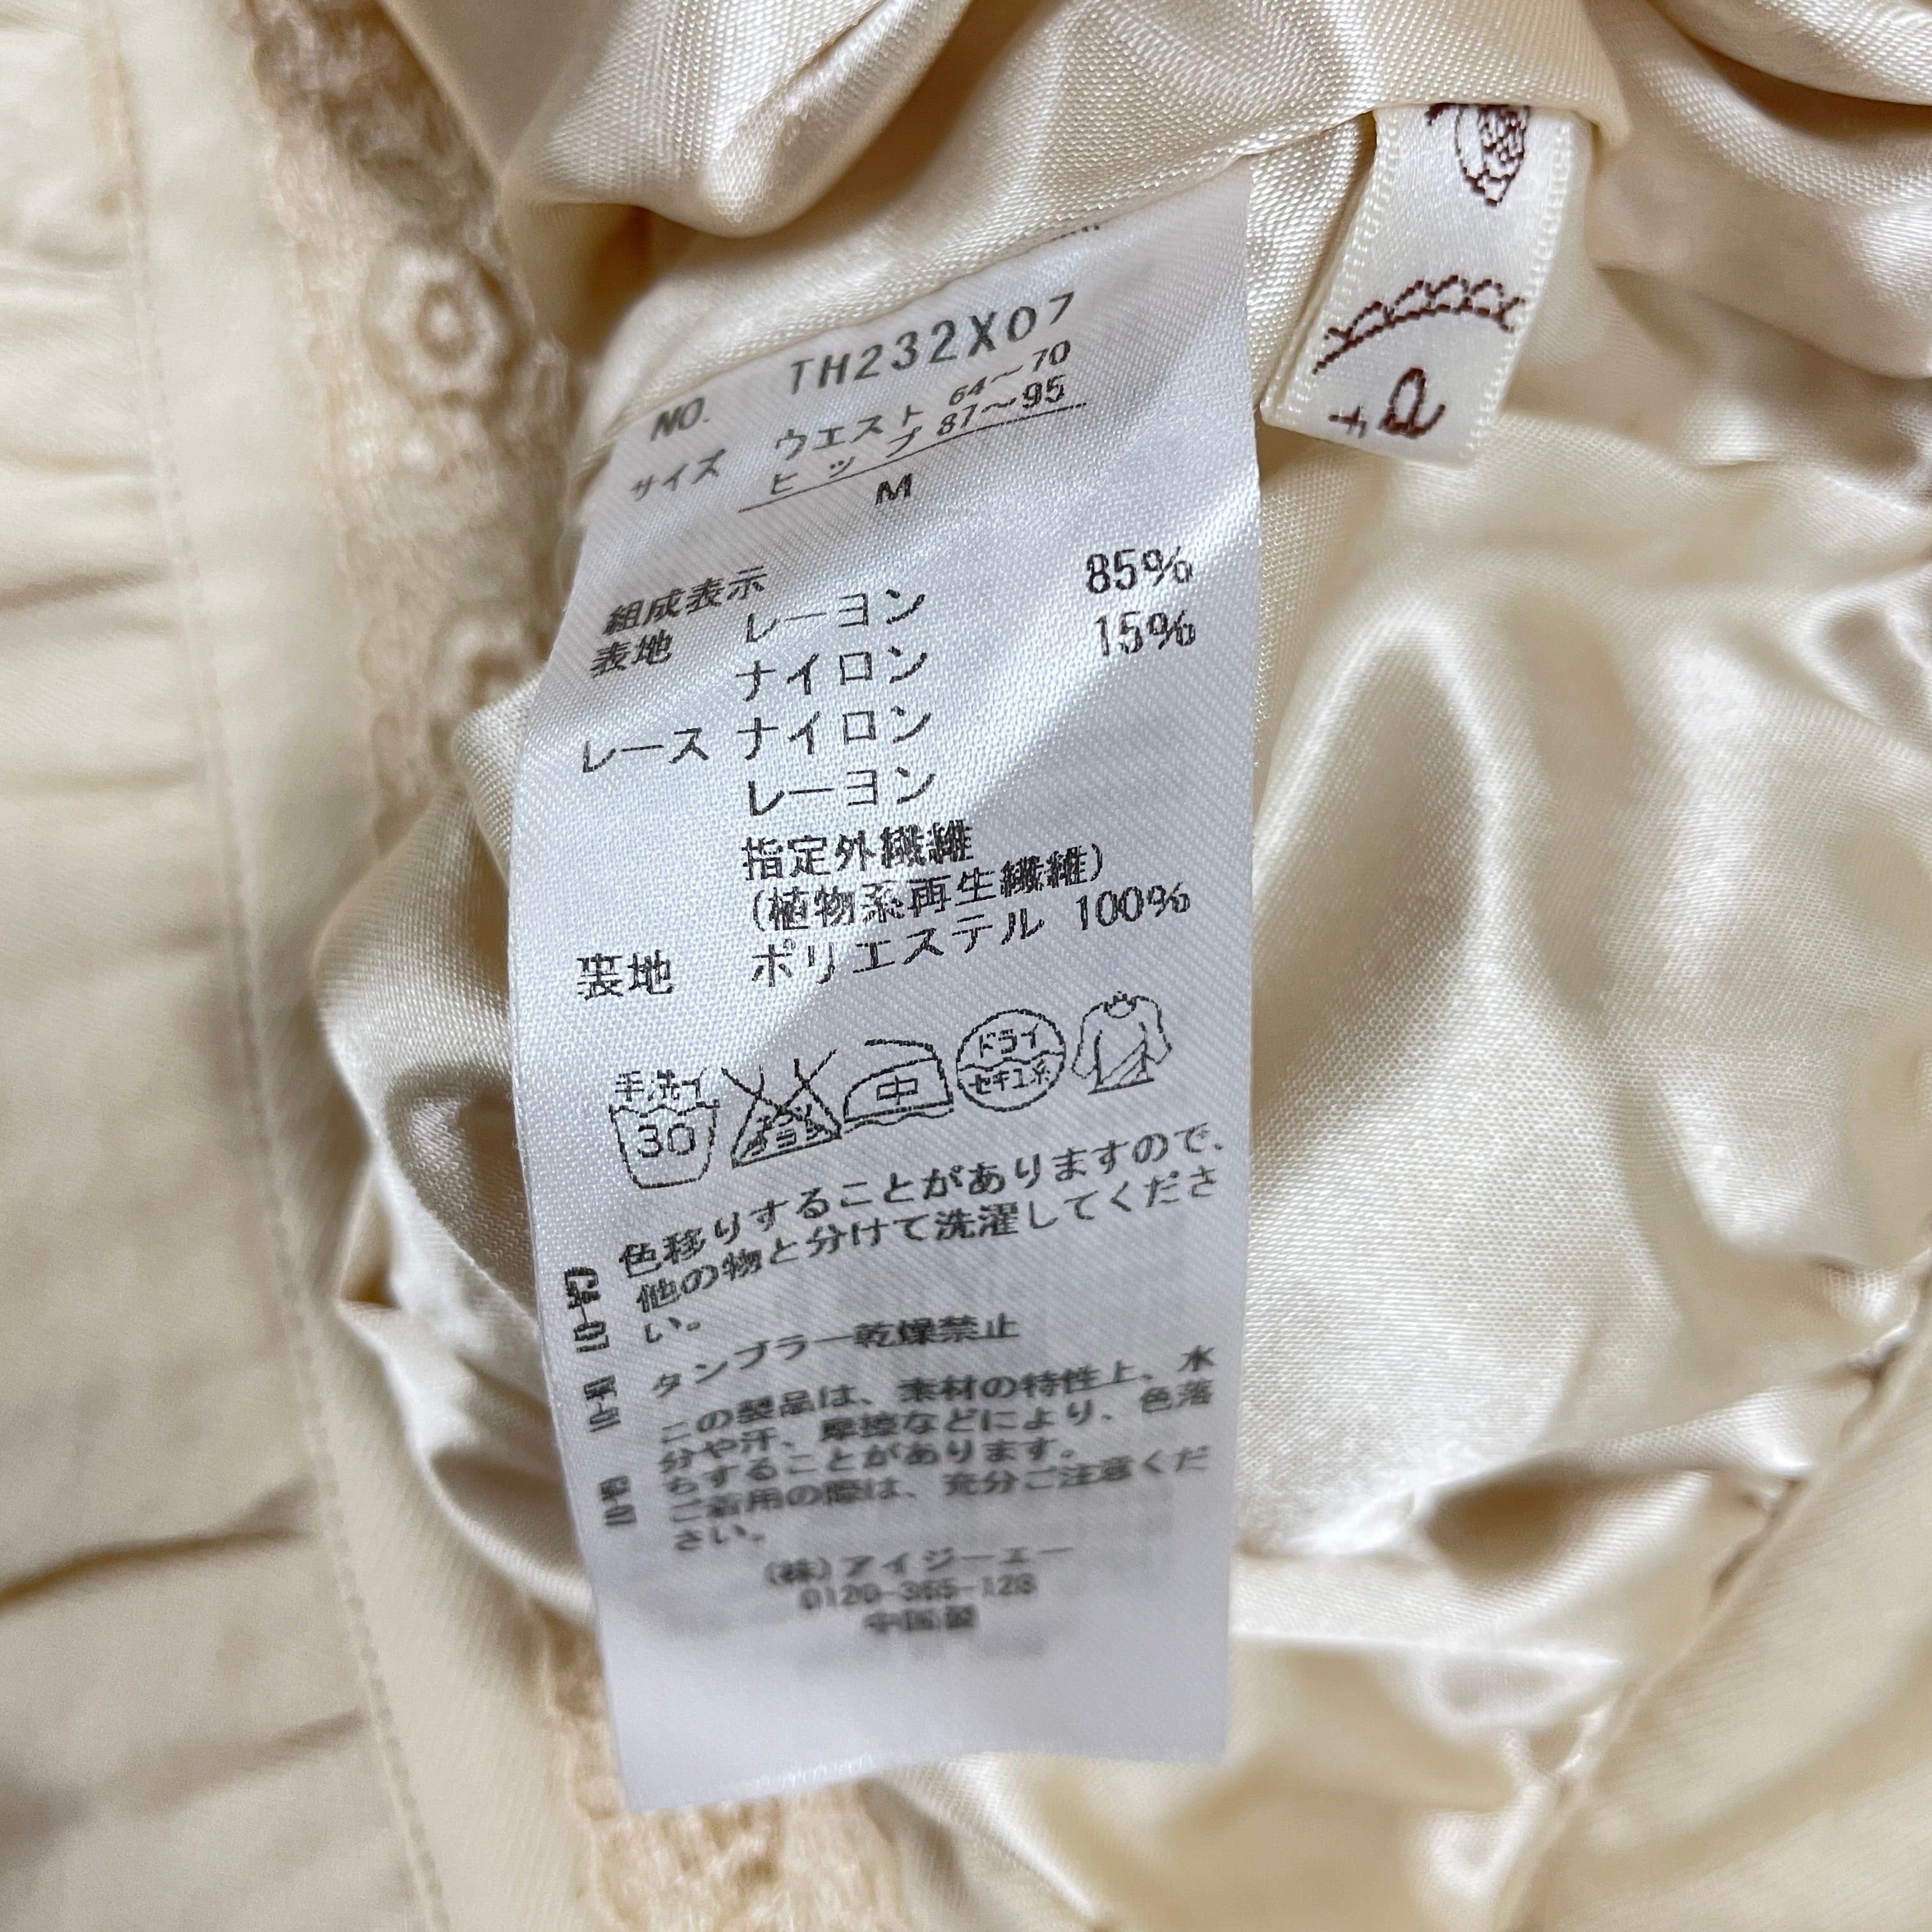 NO. TH232X07
サイズ ウエスト 64〜70
ヒップ 87〜95
M
組成表示
表地 レーヨン 85%
ナイロン 15%
レース ナイロン
レーヨン
指定外繊維
(植物系再生繊維)
裏地 ポリエステル 100%
手洗イ
30
エンソ
サラシ
中
ドライ
セキユ系
色移りすることがありますので、
他の物と分けて洗濯してくださ
い。
タンブラー乾燥禁止
この製品は、素材の特性上、水
分や汗、摩擦などにより、色落
ちすることがあります。
ご着用の際は、充分ご注意くだ
さい。
(株)アイジーエー
0120-365-128
中国製